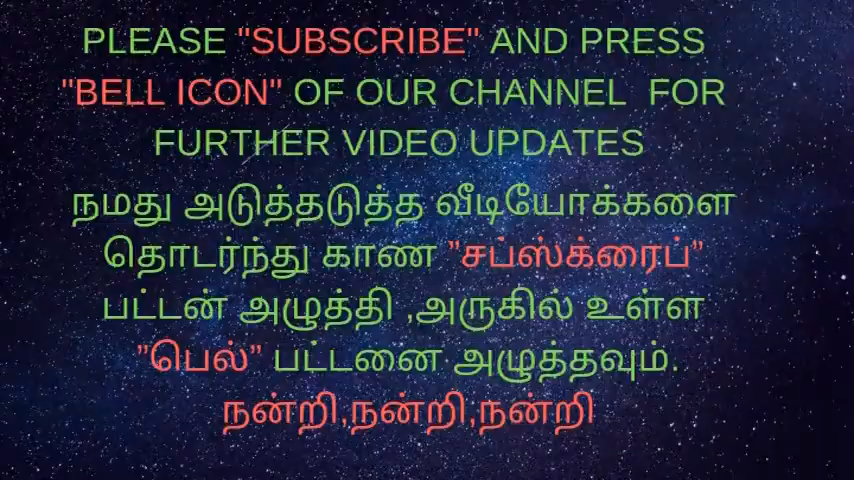 PLEASE "SUBSCRIBE" AND PRESS
"BELL ICON" OF OUR CHANNEL FOR
FURTHER VIDEO UPDATES
நமது அடுத்தடுத்த வீடியோக்களை
தொடர்ந்து காண ”சப்ஸ்க்ரைப்”
பட்டன் அழுத்தி ,அருகில் உள்ள
”பெல்” பட்டனை அழுத்தவும்.
நன்றி,நன்றி,நன்றி